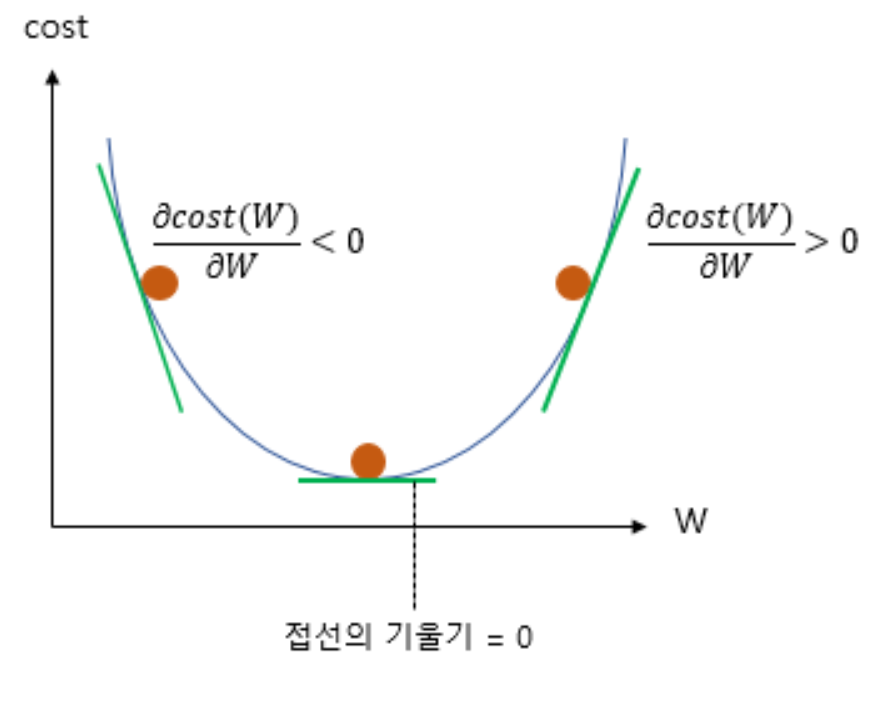 cost
∂cost(W)/∂W < 0
∂cost(W)/∂W > 0
W
접선의 기울기 = 0